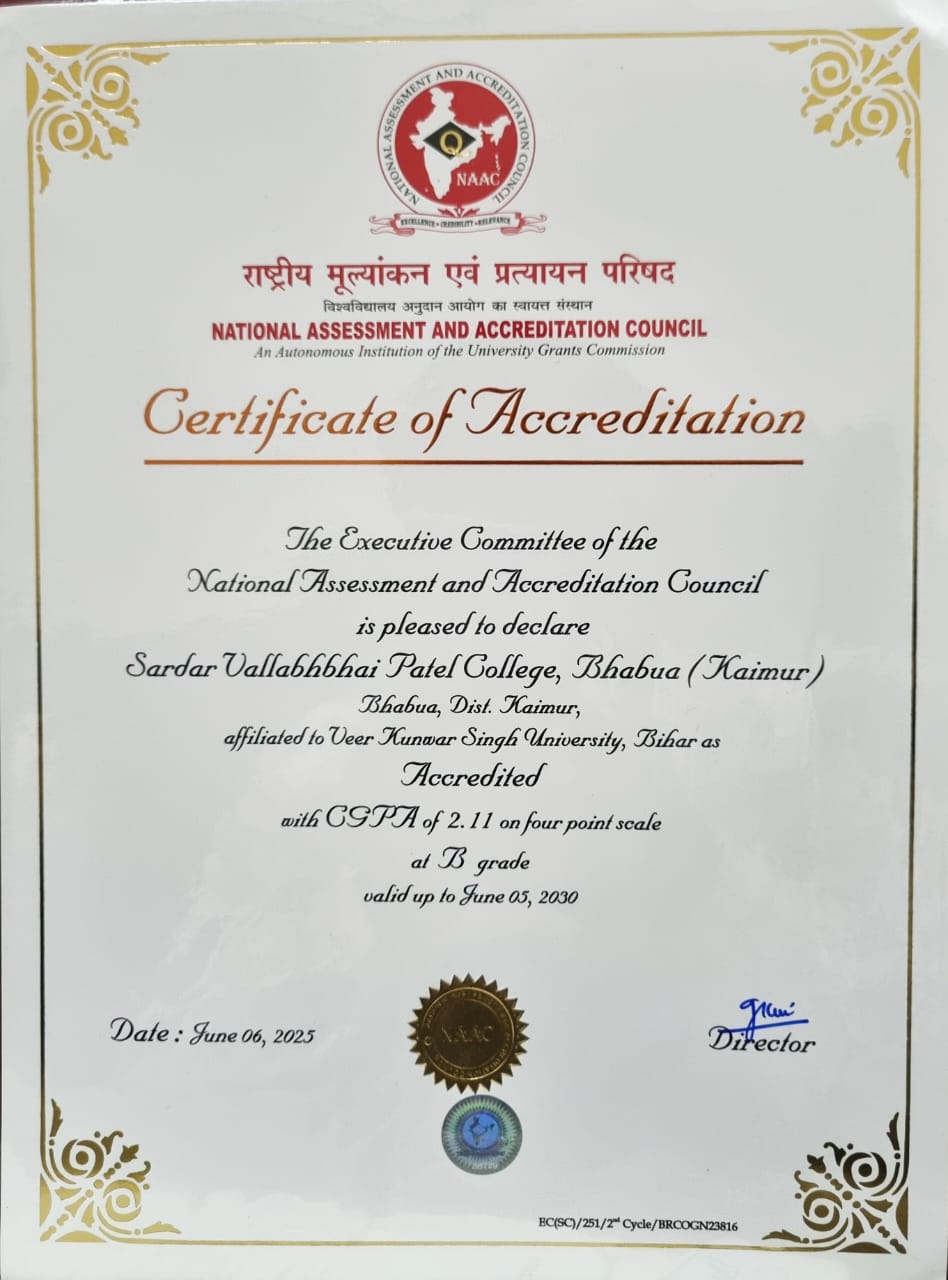 NATIONAL ASSESSMENT AND ACCREDITATION COUNCIL
Q
NAAC
EXCELLENCE • CREDIBILITY • RELEVANCE
राष्ट्रीय मूल्यांकन एवं प्रत्यायन परिषद
विश्वविद्यालय अनुदान आयोग का स्वायत्त संस्थान
NATIONAL ASSESSMENT AND ACCREDITATION COUNCIL
An Autonomous Institution of the University Grants Commission
Certificate of Accreditation
The Executive Committee of the
National Assessment and Accreditation Council
is pleased to declare
Sardar Vallabhbhai Patel College, Bhabua (Kaimur)
Bhabua, Dist. Kaimur,
affiliated to Veer Kunwar Singh University, Bihar as
Accredited
with CGPA of 2.11 on four point scale
at B grade
valid up to June 05, 2030
Date : June 06, 2025
NAAC
Director
EC(SC)/251/2nd Cycle/BRCOGN23816